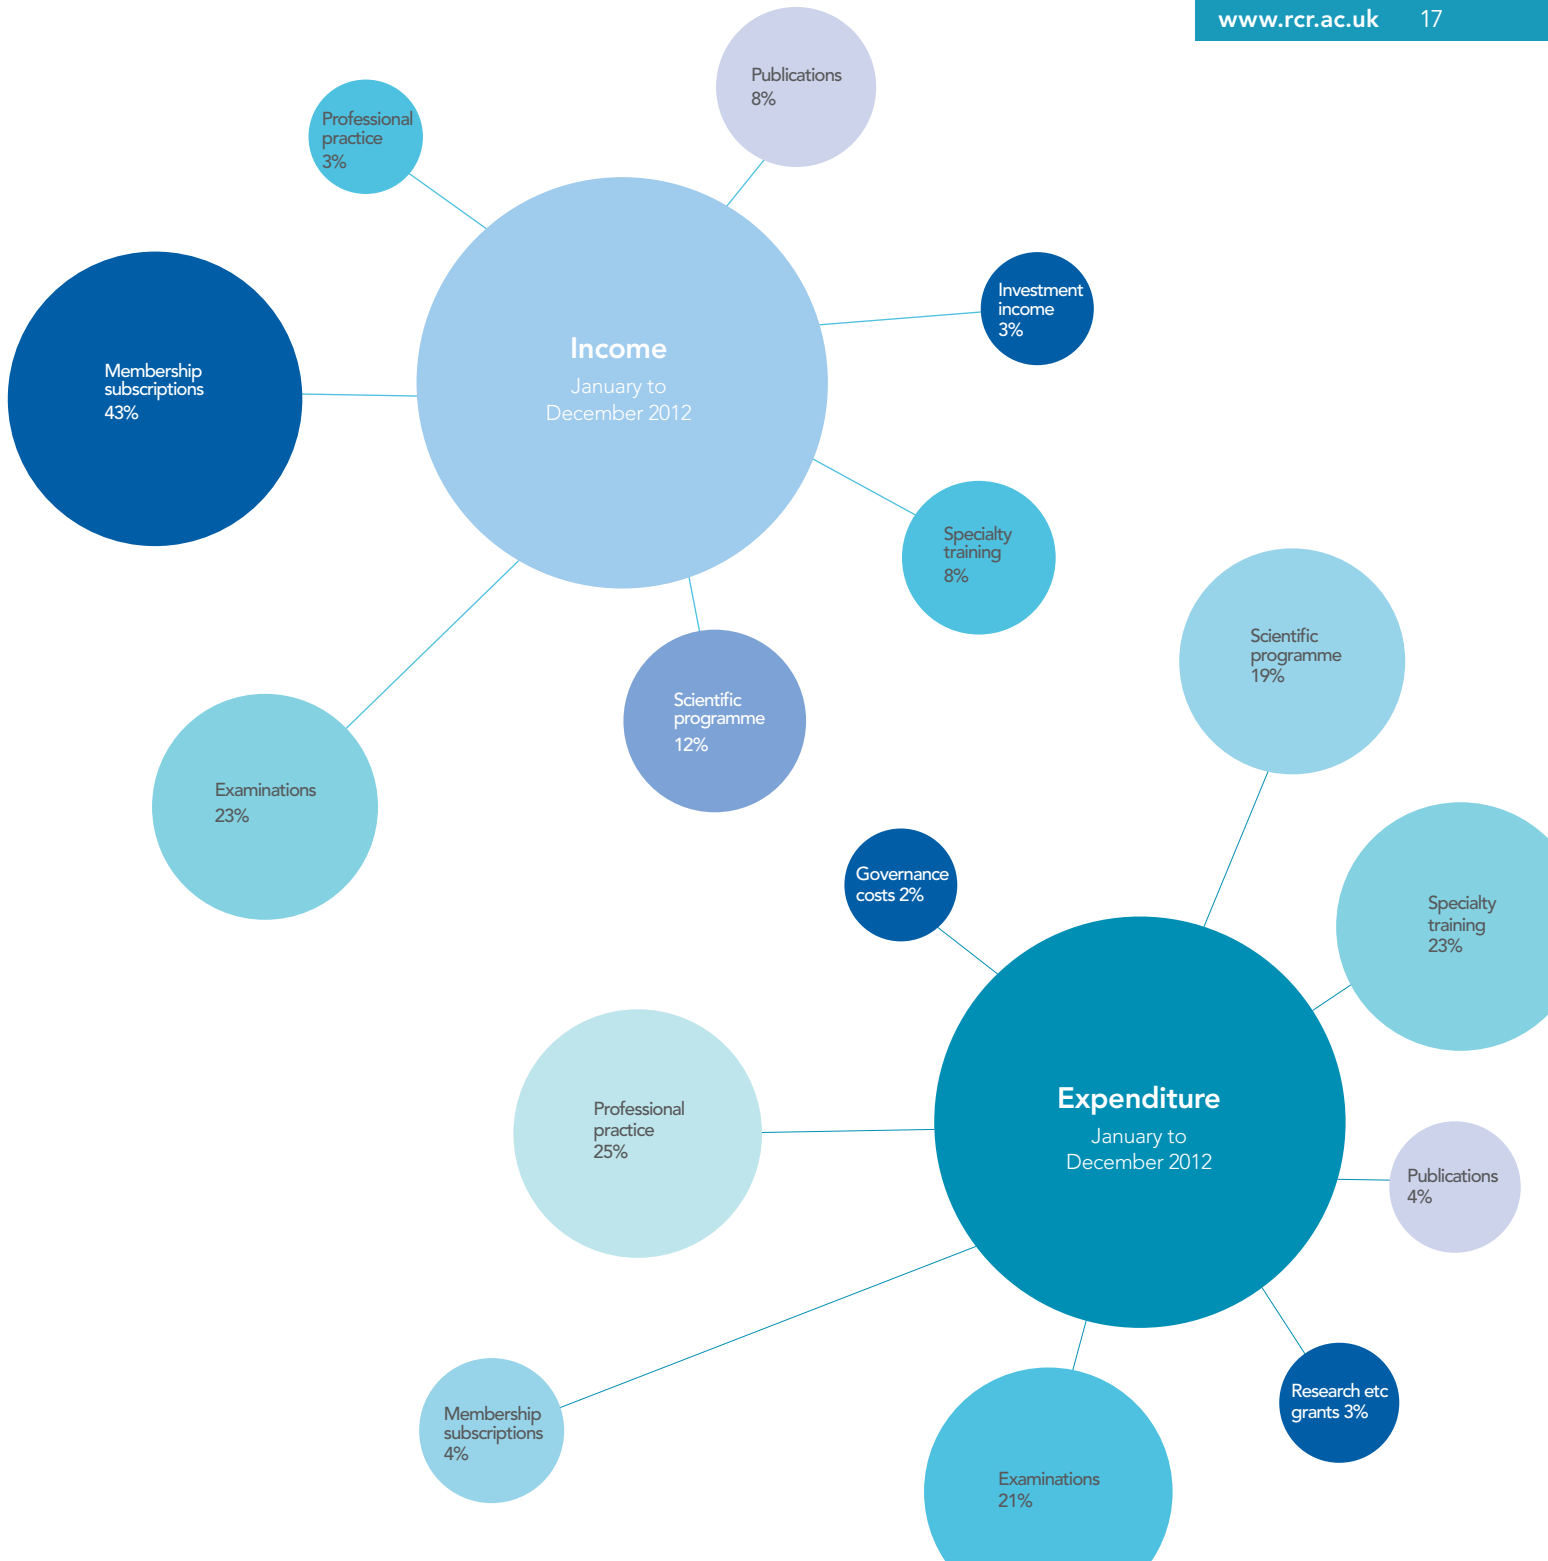 www.rcr.ac.uk 17
Publications
8%
Professional
practice
3%
Investment
income
3%
Income
January to
December 2012
Membership
subscriptions
43%
Specialty
training
8%
Scientific
programme
12%
Examinations
23%
Scientific
programme
19%
Governance
costs 2%
Specialty
training
23%
Expenditure
January to
December 2012
Professional
practice
25%
Publications
4%
Membership
subscriptions
4%
Research etc
grants 3%
Examinations
21%